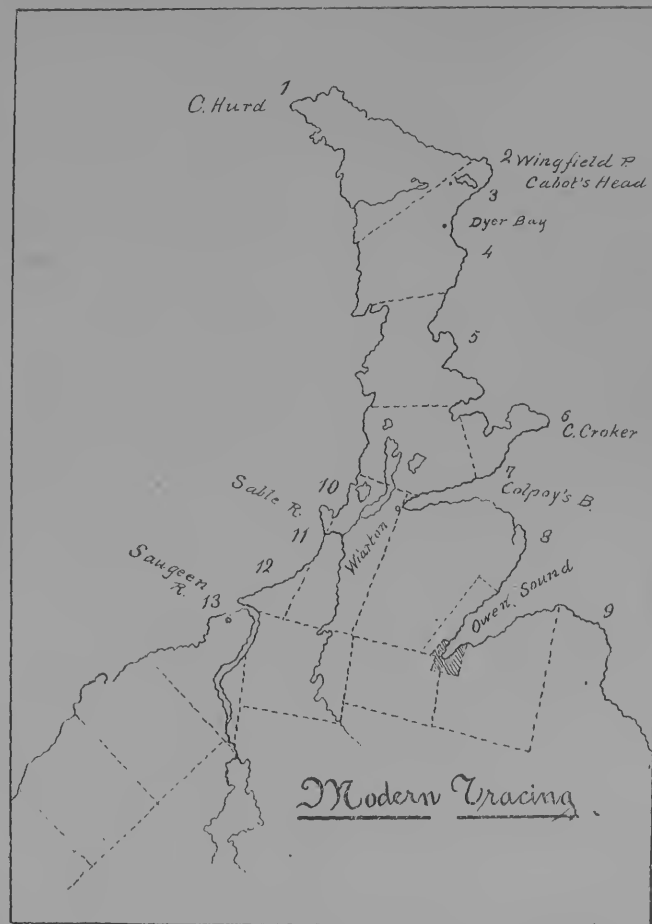 1
C. Hurd
2 Wingfield P.
Cabot's Head
3
Dyer Bay
4
5
6
C. Croker
7
Colpoy's B.
10
Sable R.
11
Wiarton
8
12
Owen Sound
Saugeen
R.
13
9
Modern Tracing